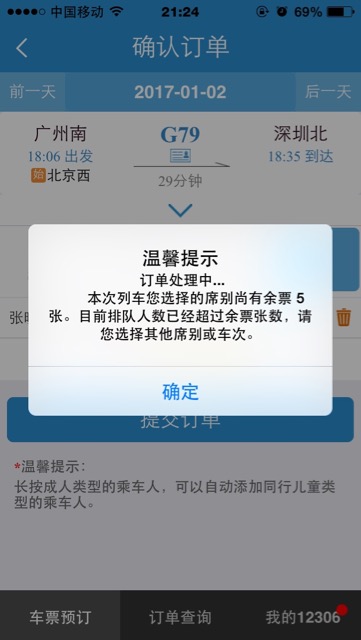 中国移动 21:24 69%
确认订单
前一天 2017-01-02 后一天
广州南 G79 深圳北
18:06 出发 18:35 到达
始 北京西 29分钟
温馨提示
订单处理中...
本次列车您选择的席别尚有余票 5
张。目前排队人数已经超过余票张数，请
您选择其他席别或车次。
确定
张
提交订单
*温馨提示：
长按成人类型的乘车人，可以自动添加同行儿童类
型的乘车人。
车票预订 订单查询 我的12306